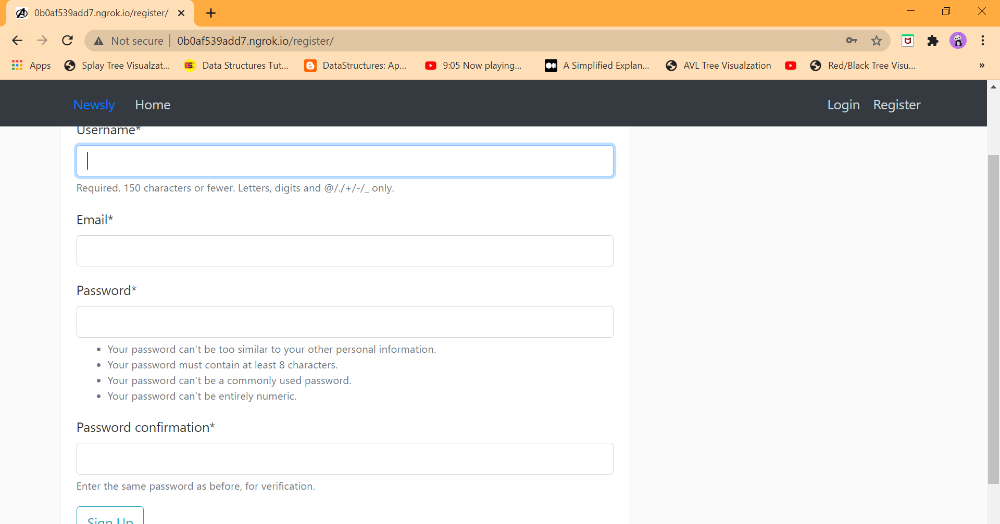 0b0af539add7.ngrok.io/register/
Not secure 0b0af539add7.ngrok.io/register/
Apps Splay Tree Visualzat... Data Structures Tut... DataStructures: Ap... 9:05 Now playing... A Simplified Explan... AVL Tree Visualzation Red/Black Tree Visu... »
Newsly Home Login Register
Username*
Required. 150 characters or fewer. Letters, digits and @/./+/-/_ only.
Email*
Password*
Your password can’t be too similar to your other personal information.
Your password must contain at least 8 characters.
Your password can’t be a commonly used password.
Your password can’t be entirely numeric.
Password confirmation*
Enter the same password as before, for verification.
Sign Up